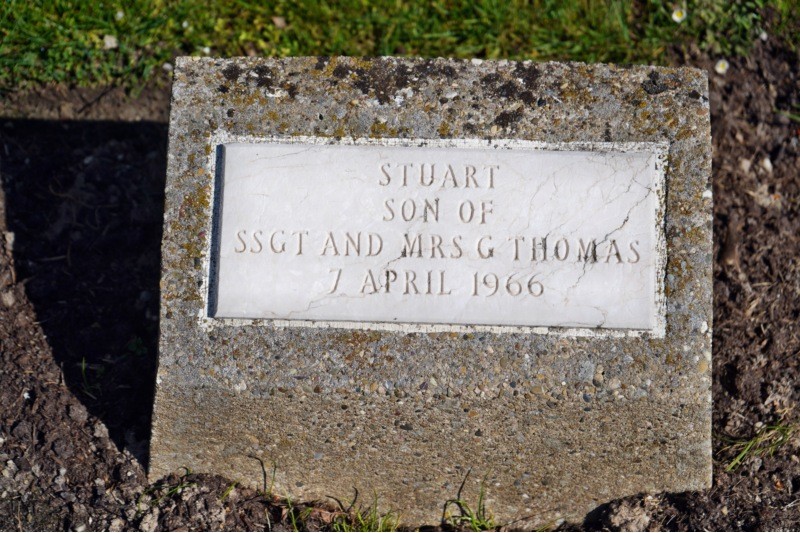 STUART
SON OF
SSGT AND MRS G THOMAS
7 APRIL 1966